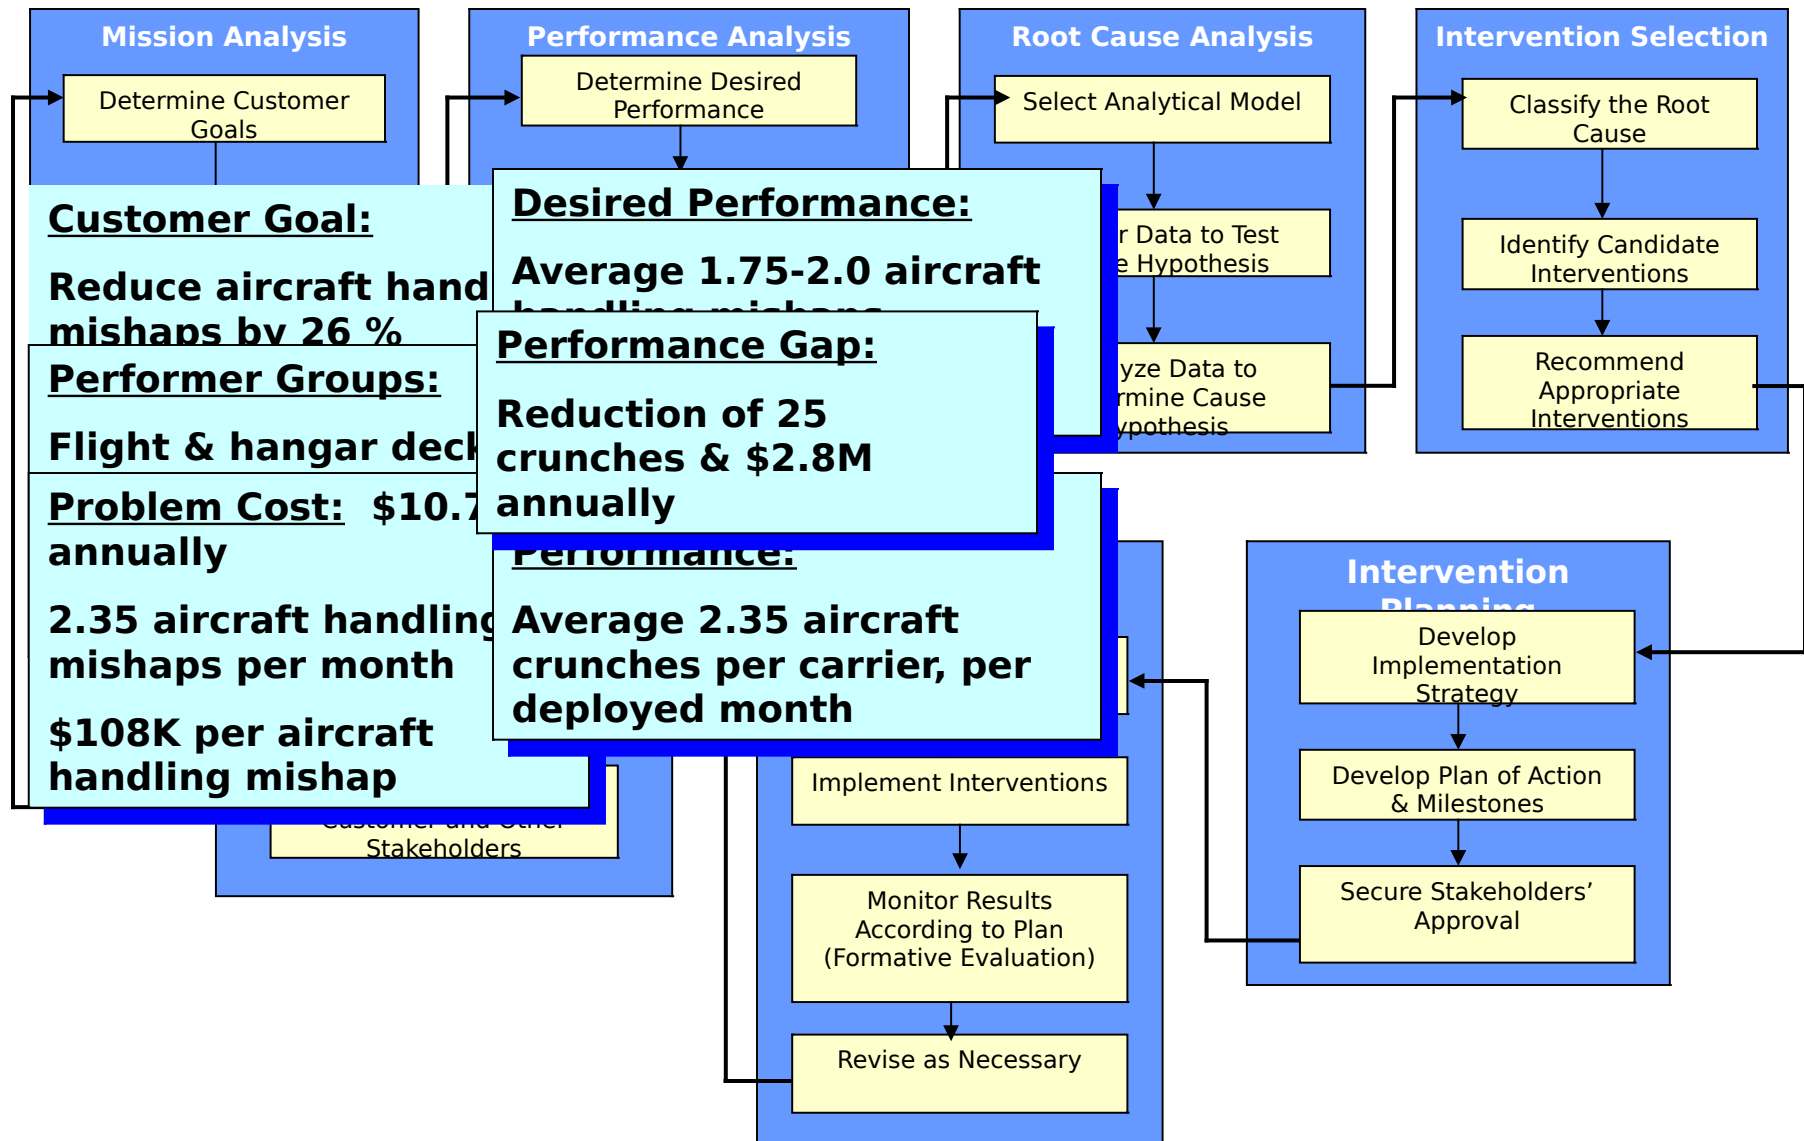 Mission Analysis
Determine Customer
Goals
Performance Analysis
Determine Desired
Performance
Root Cause Analysis
Select Analytical Model
Data to Test
Hypothesis
Data to
Cause
Intervention Selection
Classify the Root
Cause
Identify Candidate
Interventions
Recommend
Appropriate
Interventions
Customer Goal:
Reduce aircraft
mishaps by 26 %
Performer Groups:
Flight & hangar deck
Problem Cost: $10.7
annually
2.35 aircraft handling
mishaps per month
$108K per aircraft
handling mishap
Desired Performance:
Average 1.75-2.0 aircraft
handling mishaps
Performance Gap:
Reduction of 25
crunches & $2.8M
annually
Performance:
Average 2.35 aircraft
crunches per carrier, per
deployed month
Customer and Other
Stakeholders
Implement Interventions
Monitor Results
According to Plan
(Formative Evaluation)
Revise as Necessary
Intervention
Planning
Develop
Implementation
Strategy
Develop Plan of Action
& Milestones
Secure Stakeholders’
Approval